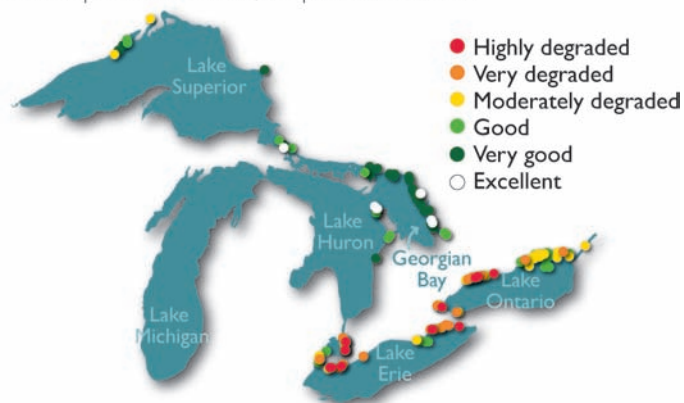 Highly degraded
Very degraded
Moderately degraded
Good
Very good
Excellent
Lake
Superior
Lake
Huron
Georgian
Bay
Lake
Ontario
Lake
Michigan
Lake
Erie